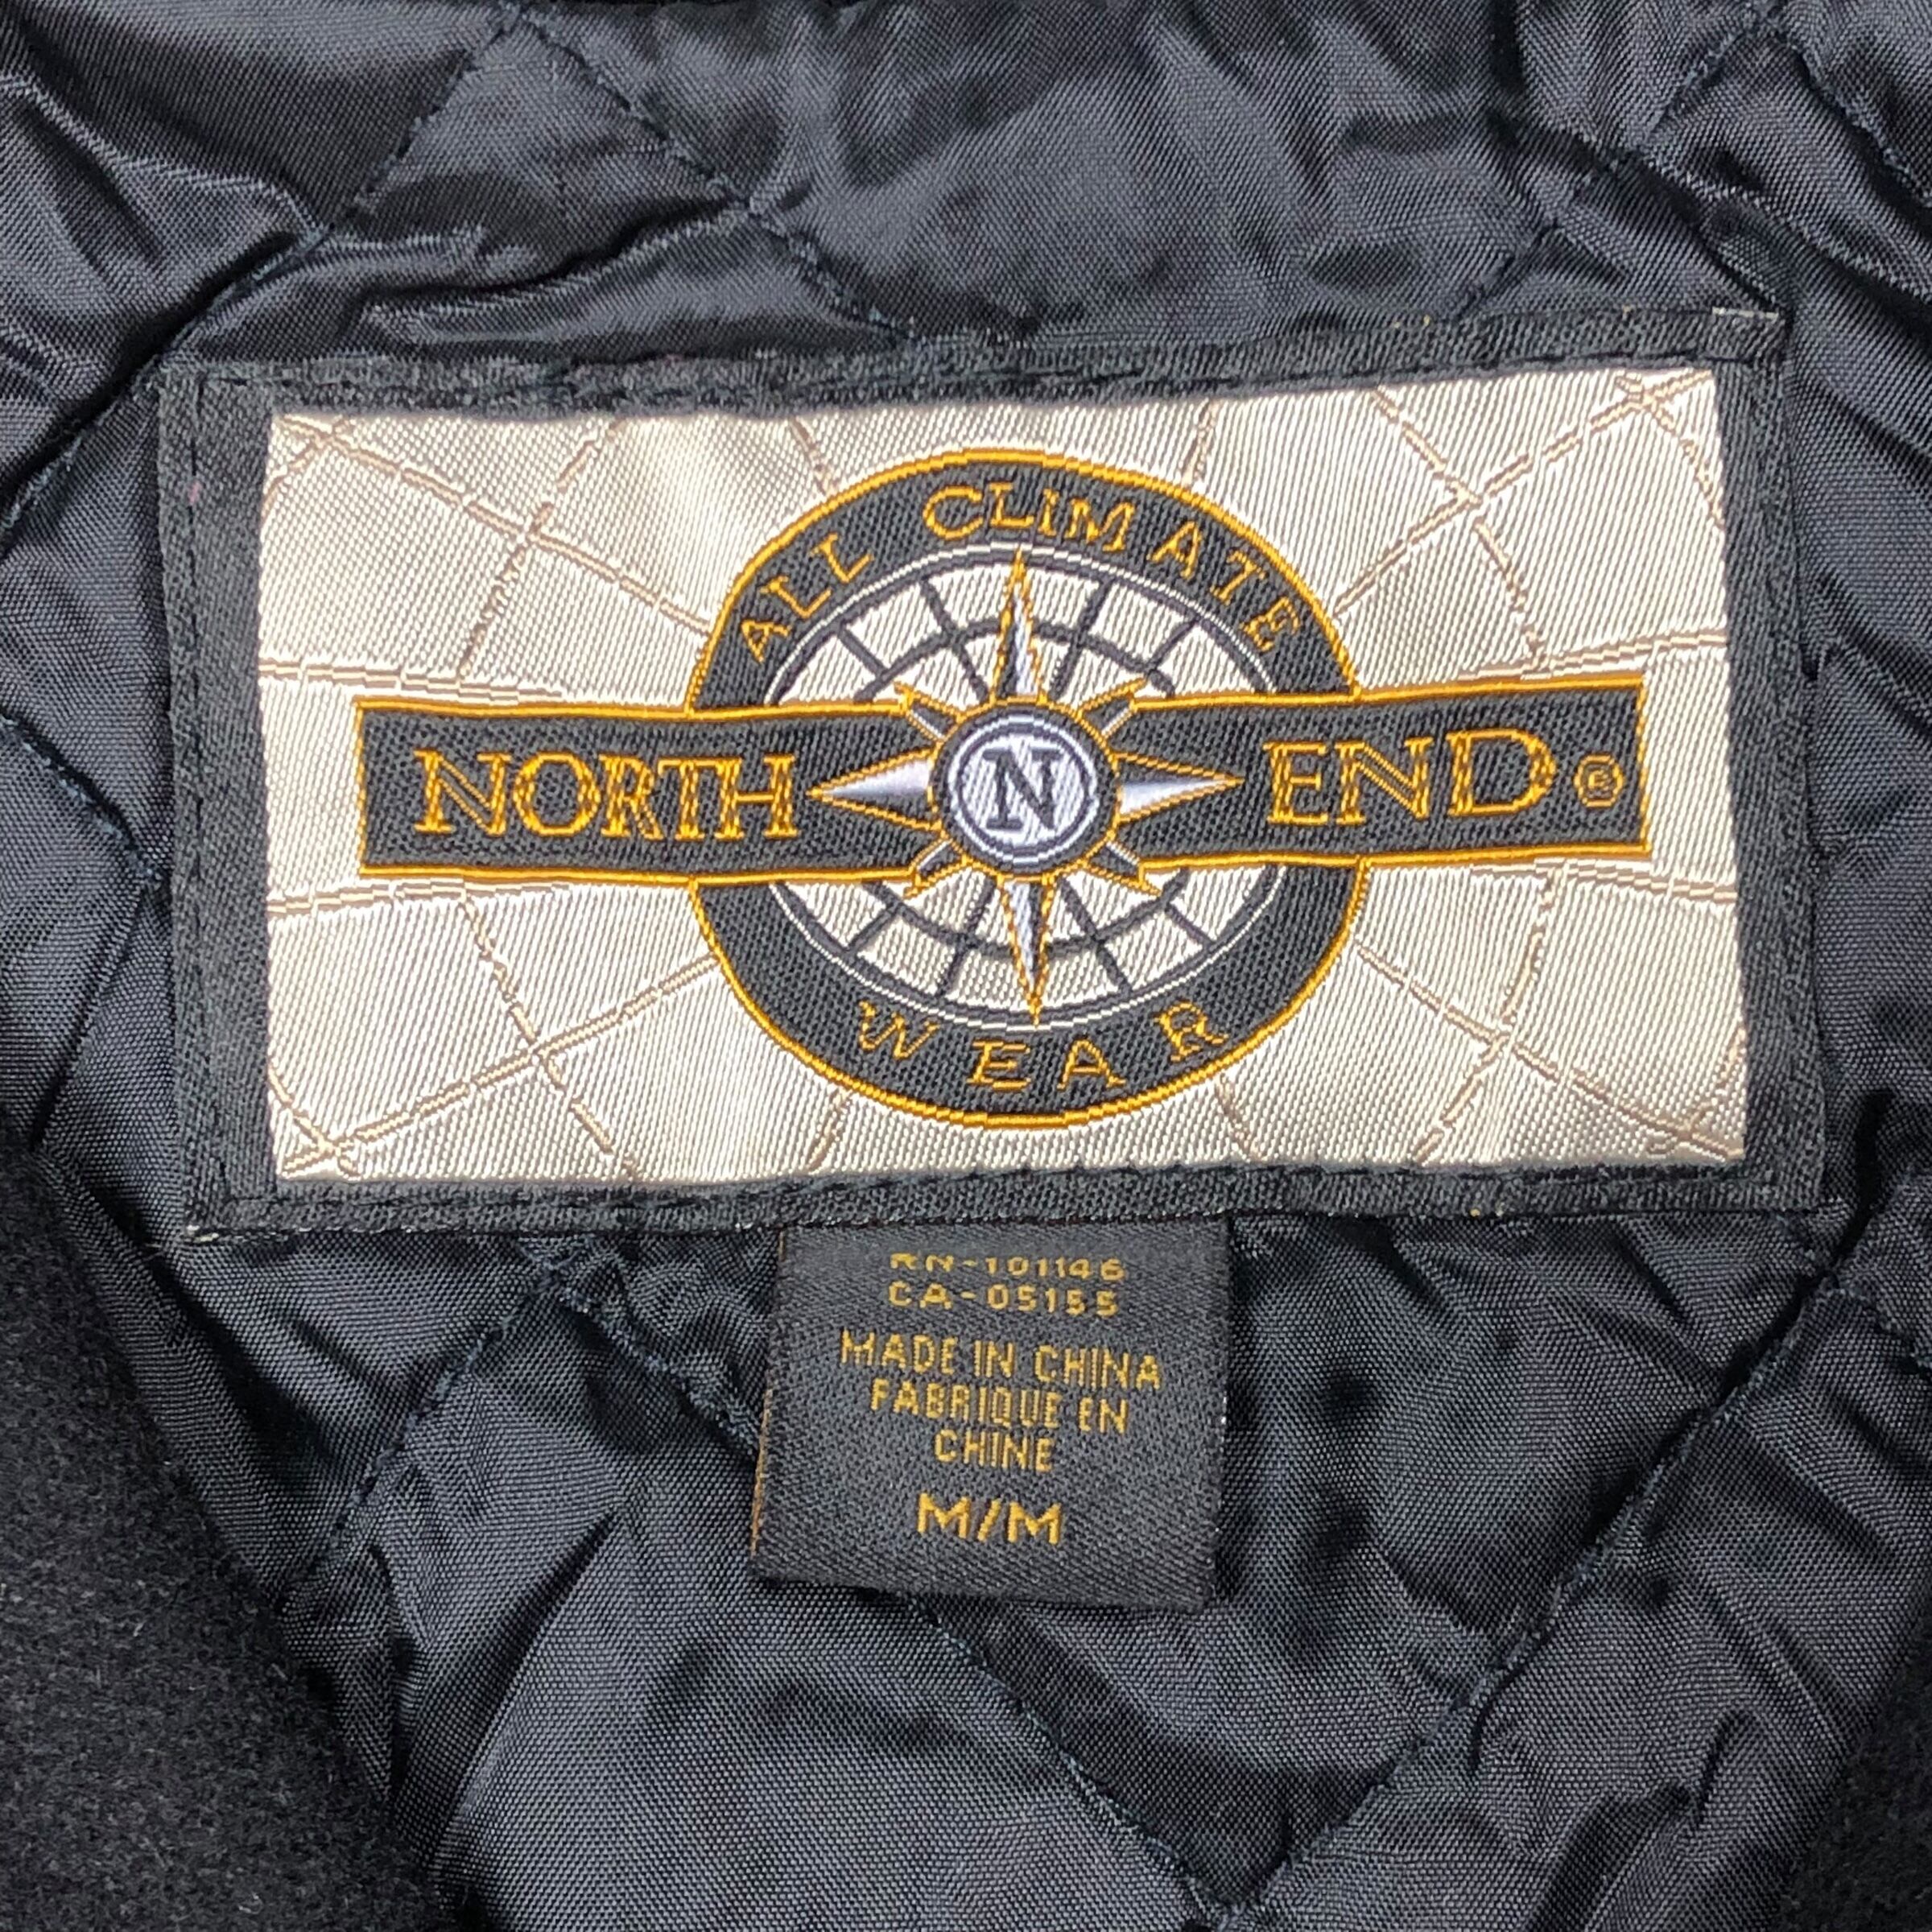 ALL CLIMATE
NORTH N END ®
WEAR
RN-101146
CA-05155
MADE IN CHINA
FABRIQUE EN
CHINE
M/M